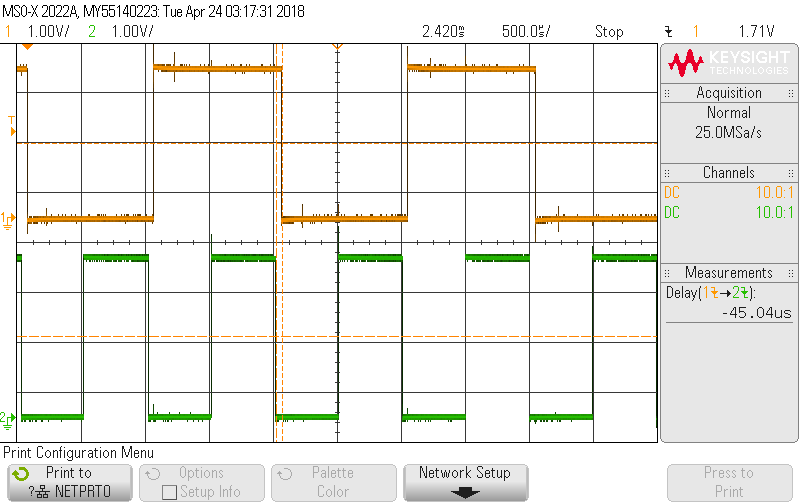 MSO-X 2022A, MY55140223: Tue Apr 24 03:17:31 2018
1 1.00V/ 2 1.00V/ 2.420s 500.0s/ Stop 1 1.71V
KEYSIGHT
TECHNOLOGIES
Acquisition
Normal
25.0MSa/s
Channels
DC 10.0:1
DC 10.0:1
Measurements
Delay(1→2):
-45.04us
T
1
2
Print Configuration Menu
Print to
?NETPRT0
Options
Setup Info
Palette
Color
Network Setup
Press to
Print